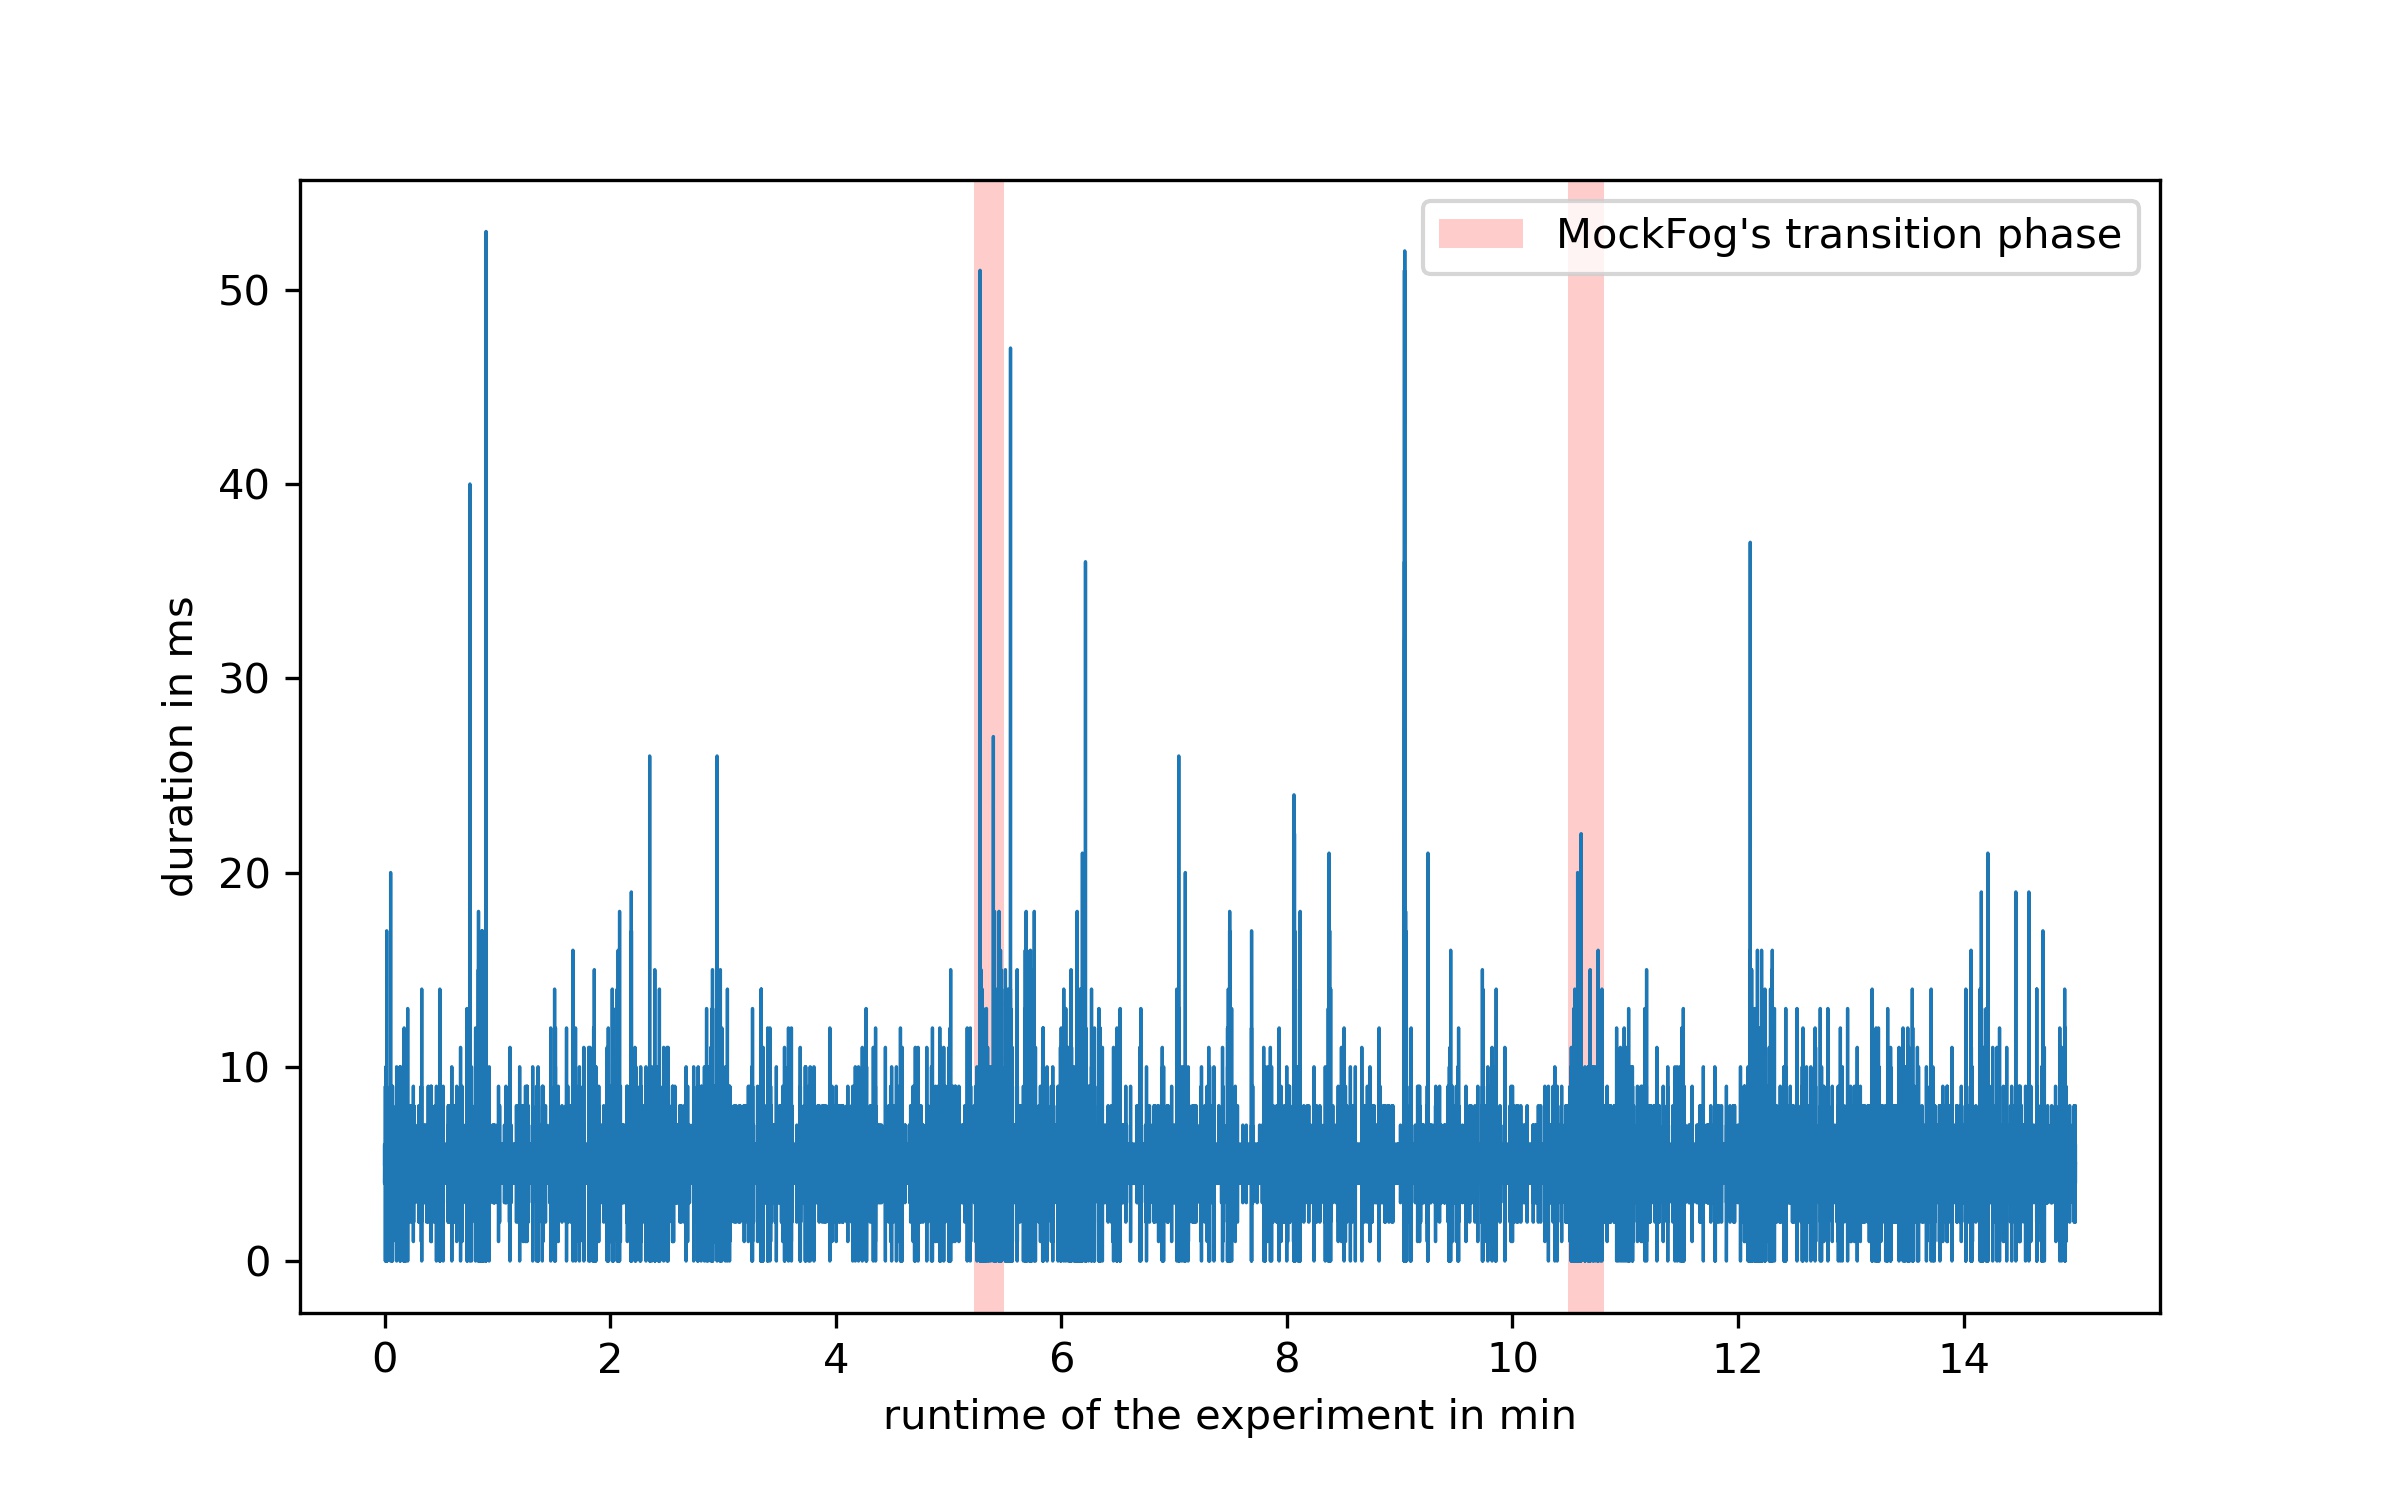 MockFog's transition phase
50
40
30
20
10
0
duration in ms
0 2 4 6 8 10 12 14
runtime of the experiment in min